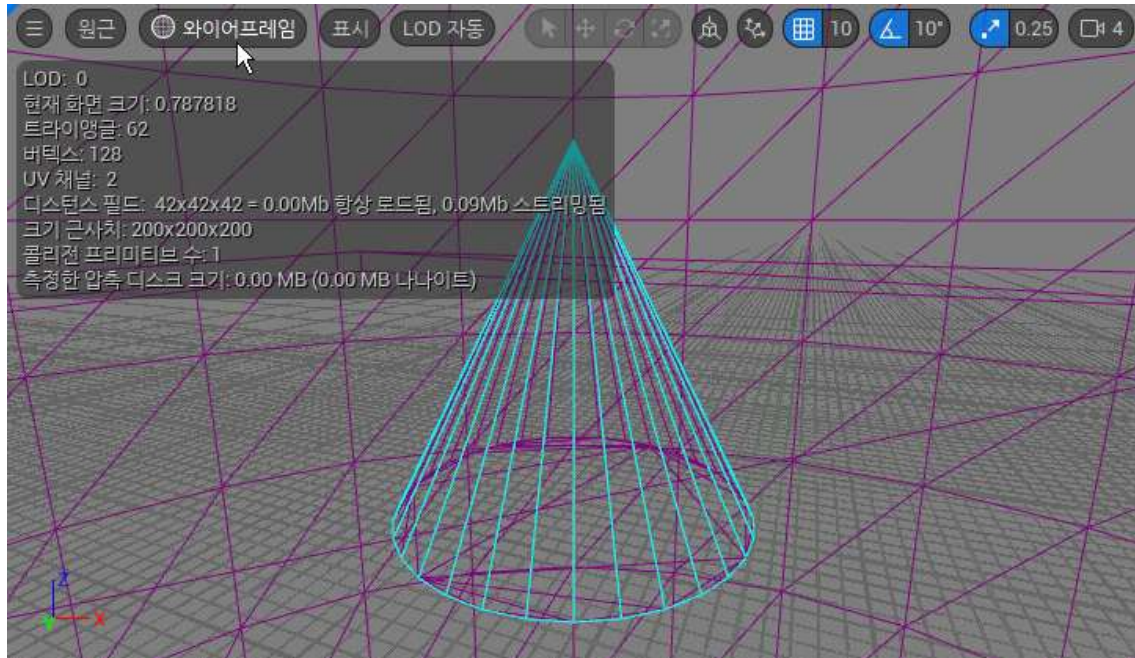 원근 와이어프레임 표시 LOD 자동 10 10° 0.25 4
LOD: 0
현재 화면 크기: 0.787818
트라이앵글: 62
버텍스: 128
UV 채널: 2
디스턴스 필드: 42x42x42 = 0.00Mb 항상 로드됨, 0.09Mb 스트리밍됨
크기 근사치: 200x200x200
콜리전 프리미티브 수: 1
측정한 압축 디스크 크기: 0.00 MB (0.00 MB 나나이트)
Z
X